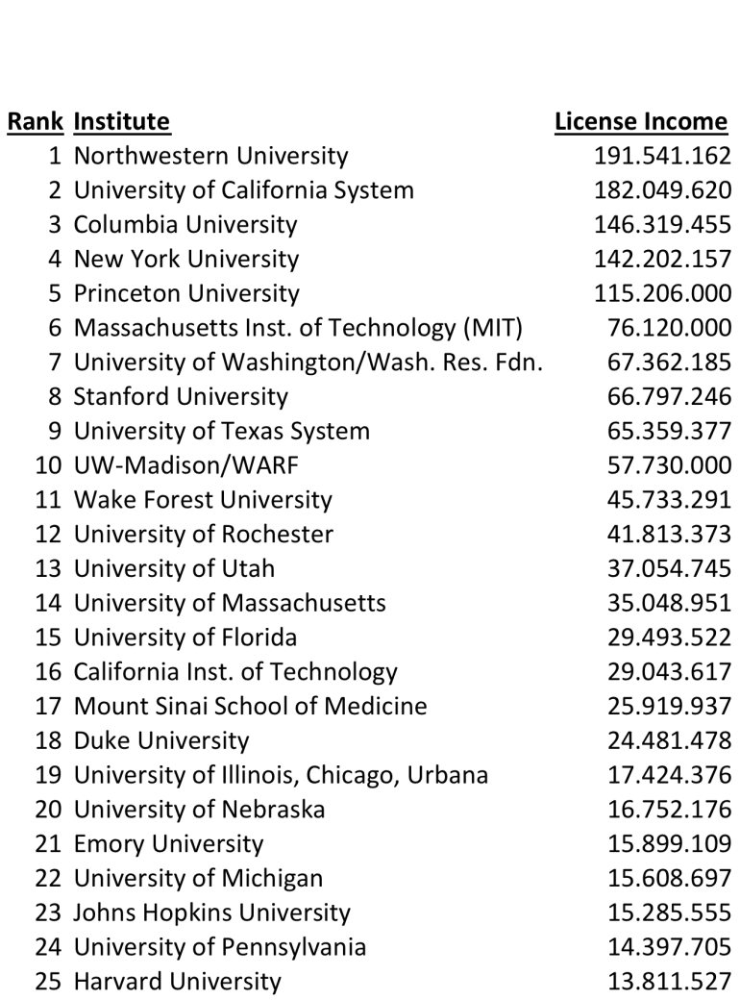 Rank Institute License Income
1 Northwestern University 191.541.162
2 University of California System 182.049.620
3 Columbia University 146.319.455
4 New York University 142.202.157
5 Princeton University 115.206.000
6 Massachusetts Inst. of Technology (MIT) 76.120.000
7 University of Washington/Wash. Res. Fdn. 67.362.185
8 Stanford University 66.797.246
9 University of Texas System 65.359.377
10 UW-Madison/WARF 57.730.000
11 Wake Forest University 45.733.291
12 University of Rochester 41.813.373
13 University of Utah 37.054.745
14 University of Massachusetts 35.048.951
15 University of Florida 29.493.522
16 California Inst. of Technology 29.043.617
17 Mount Sinai School of Medicine 25.919.937
18 Duke University 24.481.478
19 University of Illinois, Chicago, Urbana 17.424.376
20 University of Nebraska 16.752.176
21 Emory University 15.899.109
22 University of Michigan 15.608.697
23 Johns Hopkins University 15.285.555
24 University of Pennsylvania 14.397.705
25 Harvard University 13.811.527